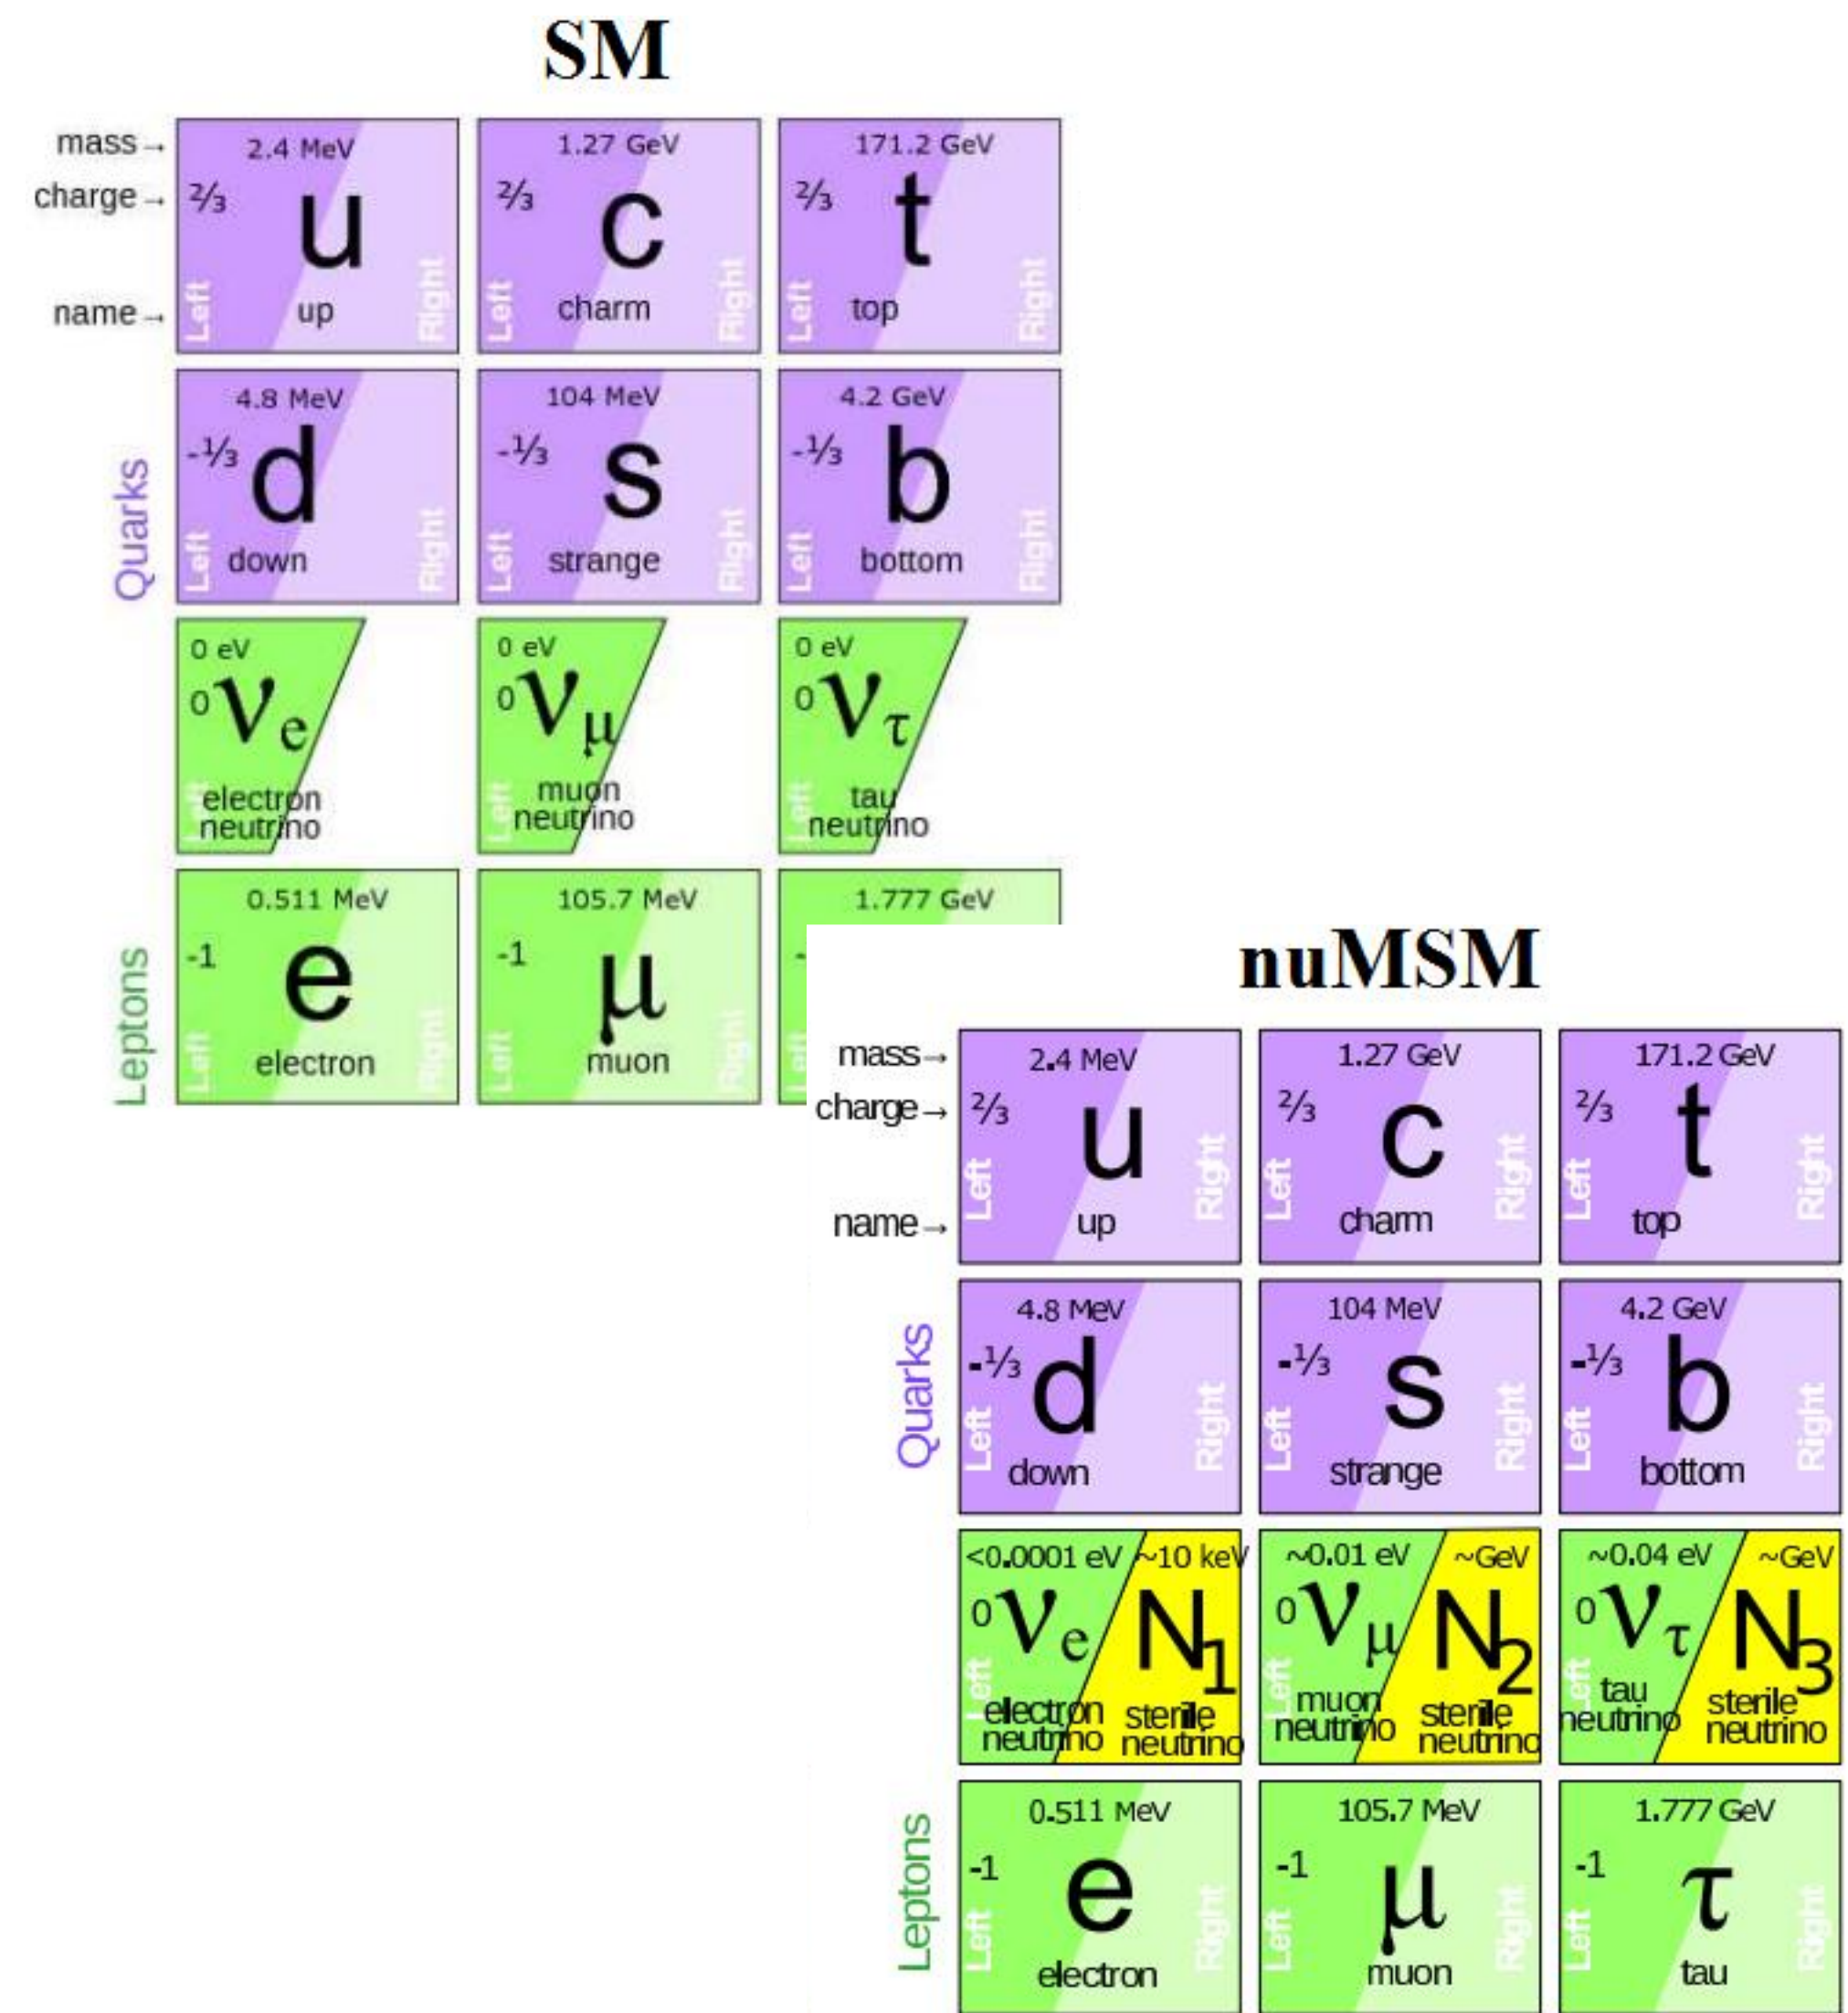 SM
mass→ 2.4 MeV 1.27 GeV 171.2 GeV
charge→ ⅔ u ⅔ c ⅔ t
name→ up charm top
Left Right Left Right Left Right
Quarks
4.8 MeV 104 MeV 4.2 GeV
-⅓ d -⅓ s -⅓ b
down strange bottom
Left Right Left Right Left Right
0 eV 0 eV 0 eV
0 νe 0 νμ 0 ντ
Left electron Left muon Left tau
neutrino neutrino neutrino
Leptons
0.511 MeV 105.7 MeV 1.777 GeV
-1 e -1 μ -
electron muon
Left Right Left Right Left
nuMSM
mass→ 2.4 MeV 1.27 GeV 171.2 GeV
charge→ ⅔ u ⅔ c ⅔ t
name→ up charm top
Left Right Left Right Left Right
Quarks
4.8 MeV 104 MeV 4.2 GeV
-⅓ d -⅓ s -⅓ b
down strange bottom
Left Right Left Right Left Right
<0.0001 eV ~10 keV ~0.01 eV ~GeV ~0.04 eV ~GeV
0 νe N1 0 νμ N2 0 ντ N3
Left electron sterile Left muon sterile Left tau sterile
neutrino neutrino neutrino neutrino neutrino neutrino
Leptons
0.511 MeV 105.7 MeV 1.777 GeV
-1 e -1 μ -1 τ
electron muon tau
Left Right Left Right Left Right